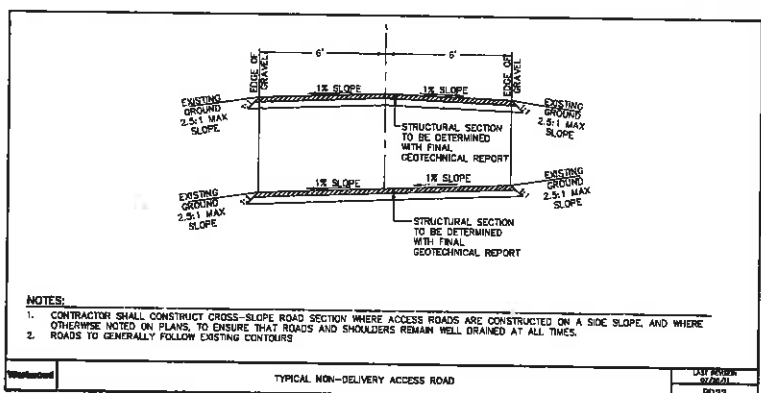 6' 6'
EDGE OF
GRAVEL
EDGE OF
GRAVEL
1% SLOPE 1% SLOPE
EXISTING
GROUND
2.5:1 MAX
SLOPE
EXISTING
GROUND
2.5:1 MAX
SLOPE
STRUCTURAL SECTION
TO BE DETERMINED
WITH FINAL
GEOTECHNICAL REPORT
1% SLOPE 1% SLOPE
EXISTING
GROUND
2.5:1 MAX
SLOPE
EXISTING
GROUND
2.5:1 MAX
SLOPE
STRUCTURAL SECTION
TO BE DETERMINED
WITH FINAL
GEOTECHNICAL REPORT
NOTES:
1. CONTRACTOR SHALL CONSTRUCT CROSS-SLOPE ROAD SECTION WHERE ACCESS ROADS ARE CONSTRUCTED ON A SIDE SLOPE, AND WHERE
OTHERWISE NOTED ON PLANS, TO ENSURE THAT ROADS AND SHOULDERS REMAIN WELL DRAINED AT ALL TIMES.
2. ROADS TO GENERALLY FOLLOW EXISTING CONTOURS
Westwood
TYPICAL NON-DELIVERY ACCESS ROAD
LAST REVISION